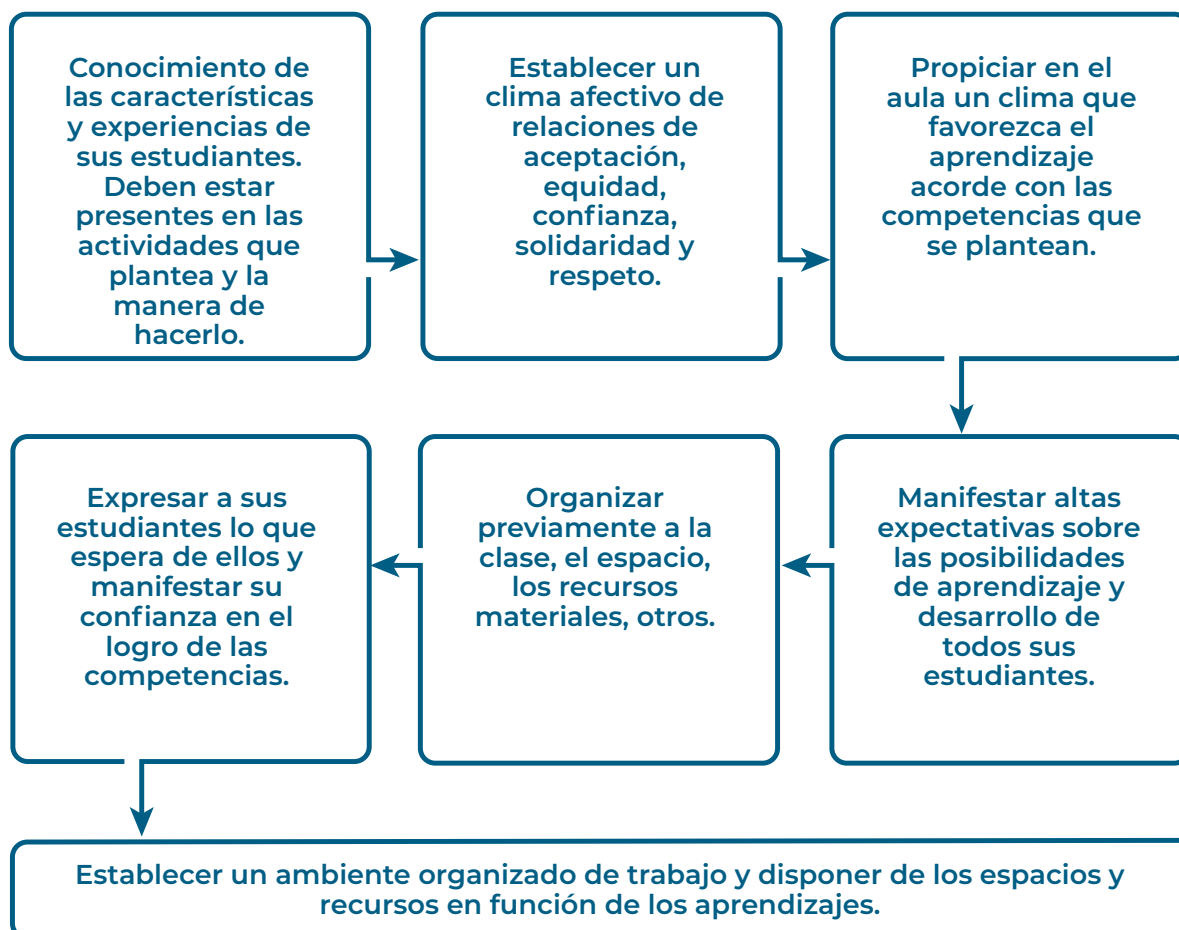 Conocimiento de
las características
y experiencias de
sus estudiantes.
Deben estar
presentes en las
actividades que
plantea y la
manera de
hacerlo.
Establecer un
clima afectivo de
relaciones de
aceptación,
equidad,
confianza,
solidaridad y
respeto.
Propiciar en el
aula un clima que
favorezca el
aprendizaje
acorde con las
competencias que
se plantean.
Manifestar altas
expectativas sobre
las posibilidades
de aprendizaje y
desarrollo de
todos sus
estudiantes.
Organizar
previamente a la
clase, el espacio,
los recursos
materiales, otros.
Expresar a sus
estudiantes lo que
espera de ellos y
manifestar su
confianza en el
logro de las
competencias.
Establecer un ambiente organizado de trabajo y disponer de los espacios y
recursos en función de los aprendizajes.